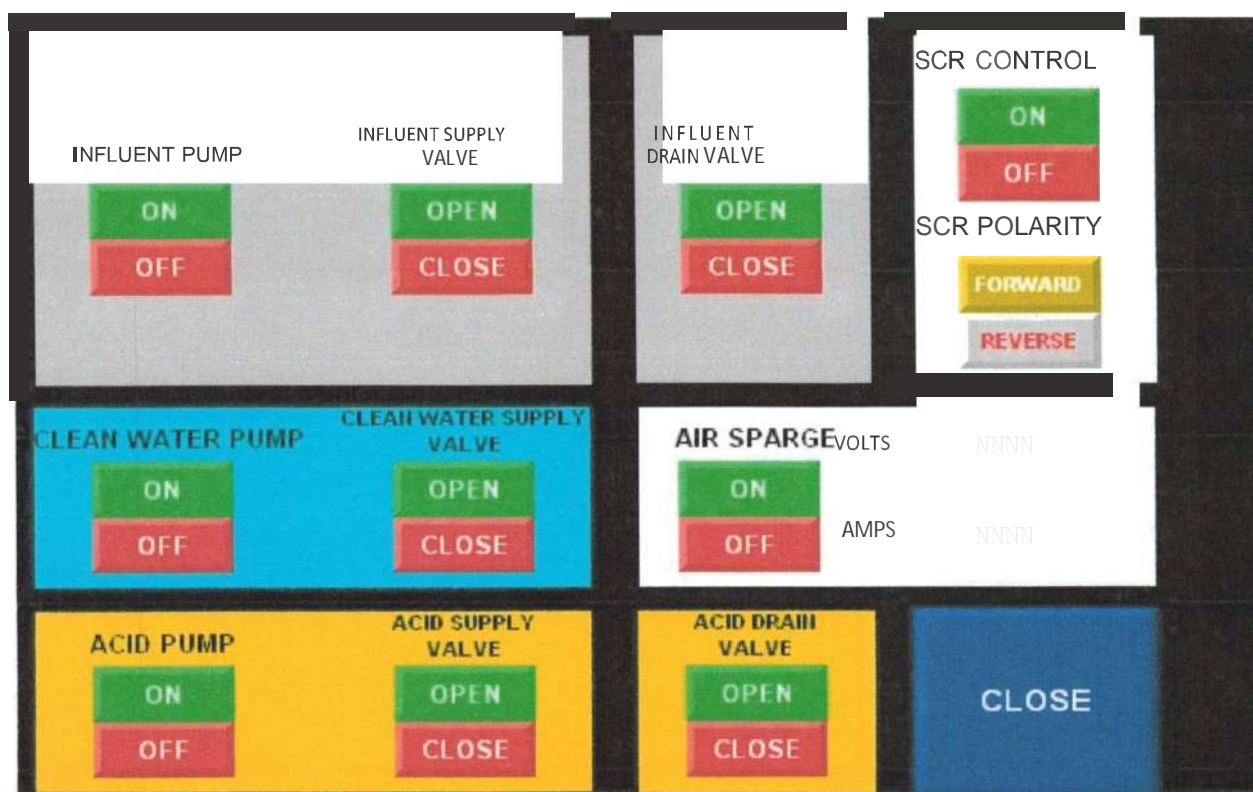 INFLUENT PUMP
ON
OFF
INFLUENT SUPPLY
VALVE
OPEN
CLOSE
INFLUENT
DRAIN VALVE
OPEN
CLOSE
SCR CONTROL
ON
OFF
SCR POLARITY
FORWARD
REVERSE
CLEAN WATER PUMP
ON
OFF
CLEAN WATER SUPPLY
VALVE
OPEN
CLOSE
AIR SPARGE
ON
OFF
VOLTS NNNN
AMPS NNNN
ACID PUMP
ON
OFF
ACID SUPPLY
VALVE
OPEN
CLOSE
ACID DRAIN
VALVE
OPEN
CLOSE
CLOSE